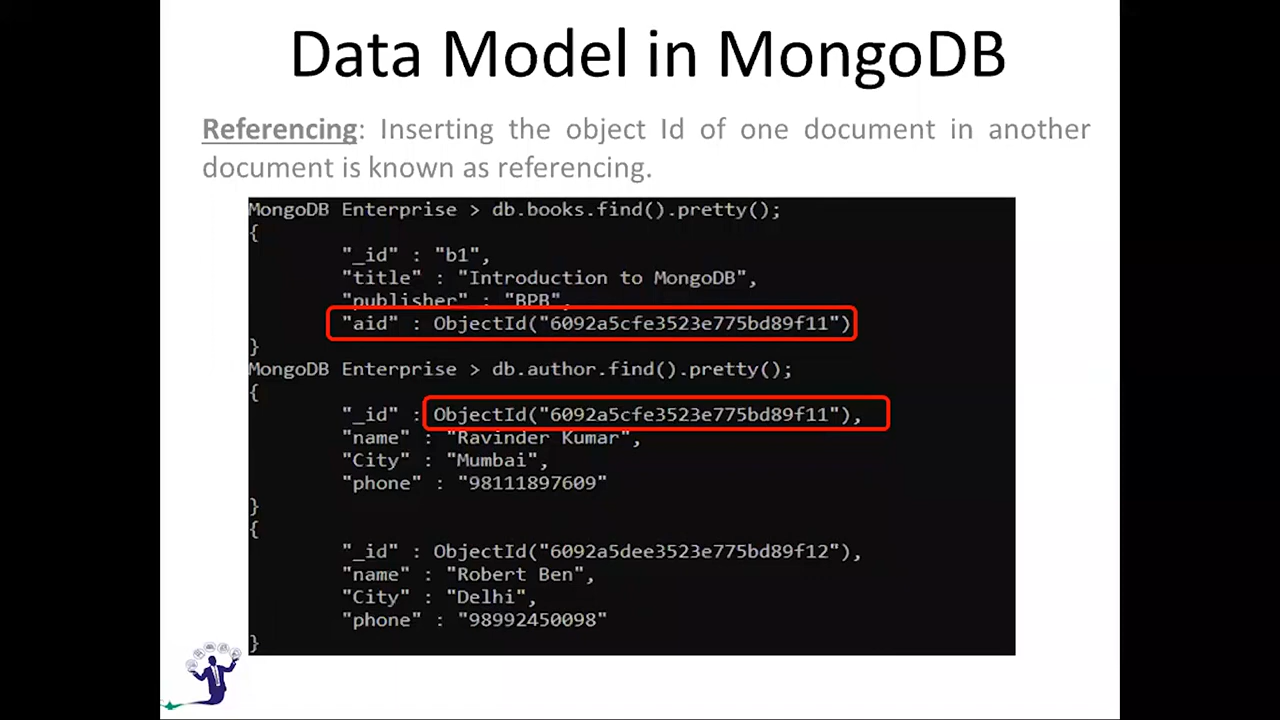 Data Model in MongoDB
Referencing: Inserting the object Id of one document in another
document is known as referencing.
MongoDB Enterprise > db.books.find().pretty();
{
"_id" : "b1",
"title" : "Introduction to MongoDB",
"publisher" : "BPB",
"aid" : ObjectId("6092a5cfe3523e775bd89f11")
}
MongoDB Enterprise > db.author.find().pretty();
{
"_id" : ObjectId("6092a5cfe3523e775bd89f11"),
"name" : "Ravinder Kumar",
"City" : "Mumbai",
"phone" : "98111897609"
}
{
"_id" : ObjectId("6092a5dee3523e775bd89f12"),
"name" : "Robert Ben",
"City" : "Delhi",
"phone" : "98992450098"
}